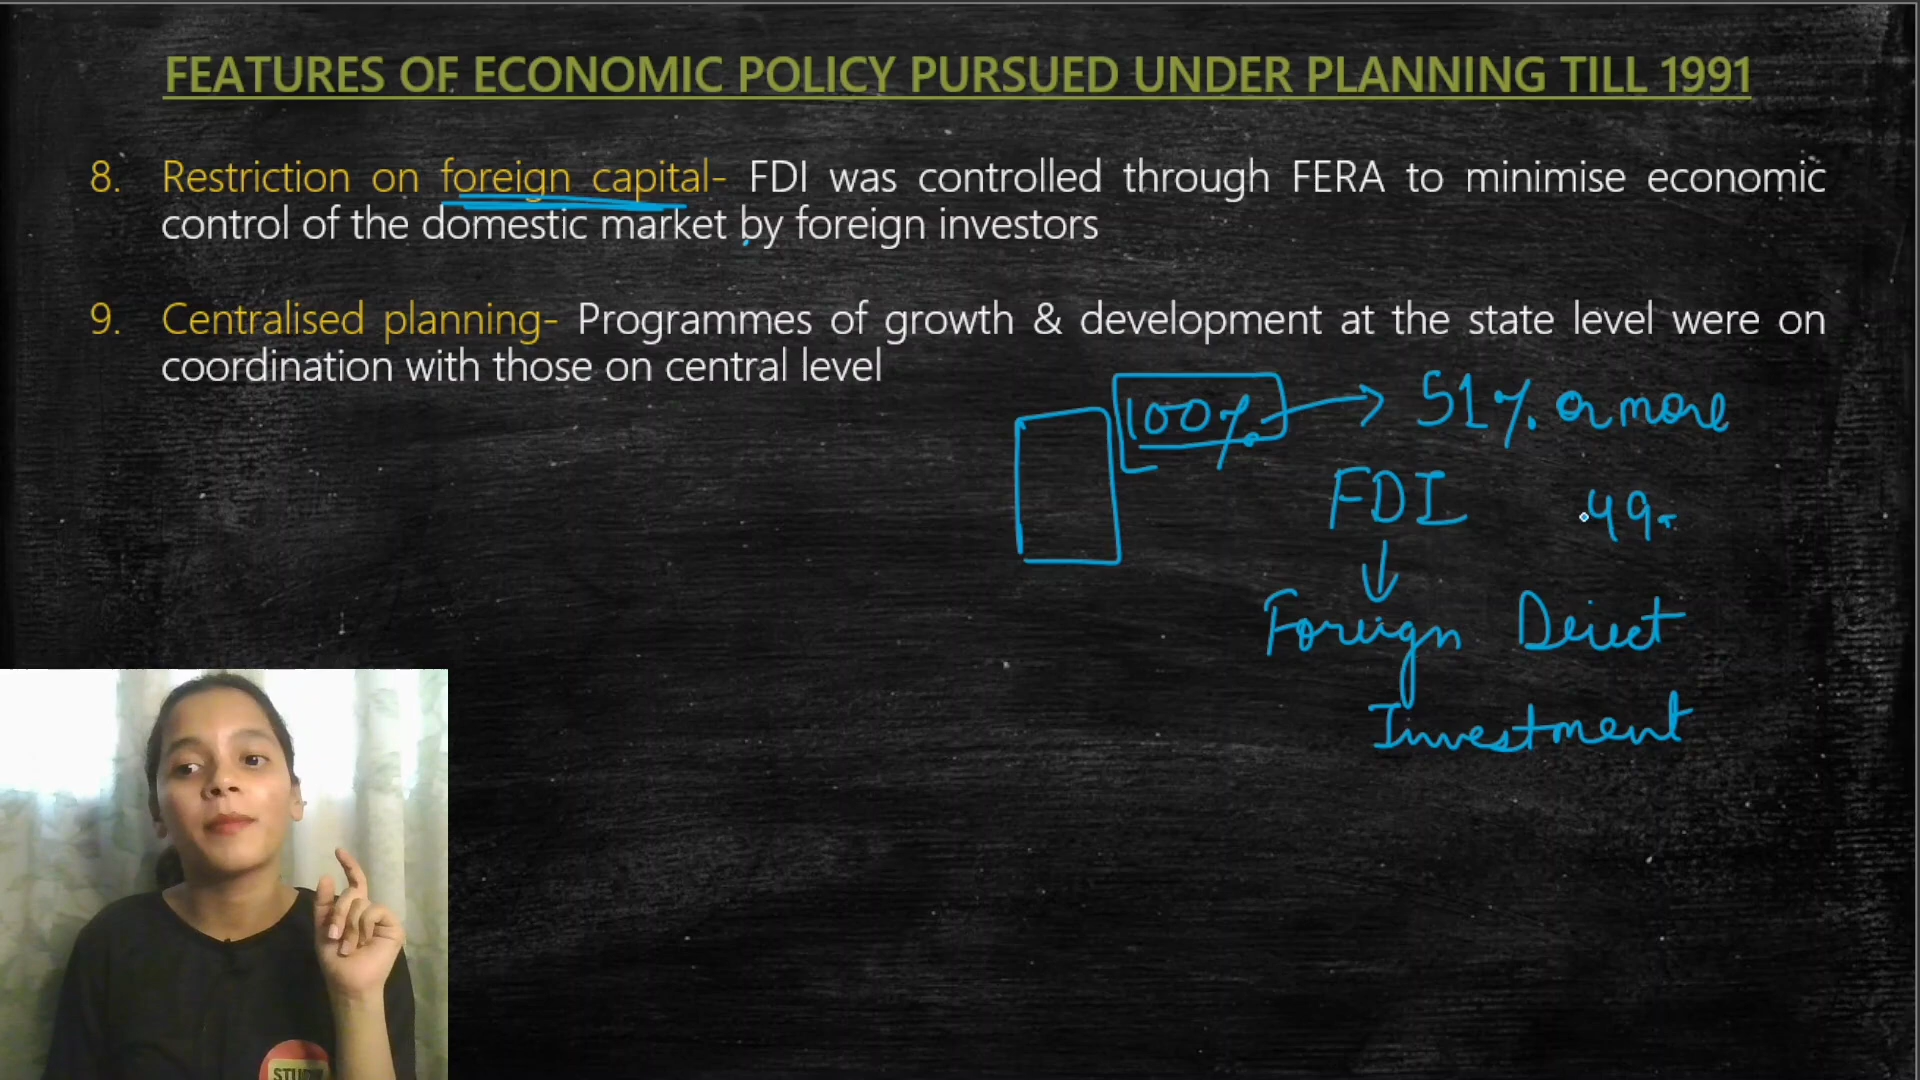 FEATURES OF ECONOMIC POLICY PURSUED UNDER PLANNING TILL 1991
8. Restriction on foreign capital- FDI was controlled through FERA to minimise economic
control of the domestic market by foreign investors
9. Centralised planning- Programmes of growth & development at the state level were on
coordination with those on central level
100% → 51% or more
FDI 49
↓
Foreign Direct
Investment